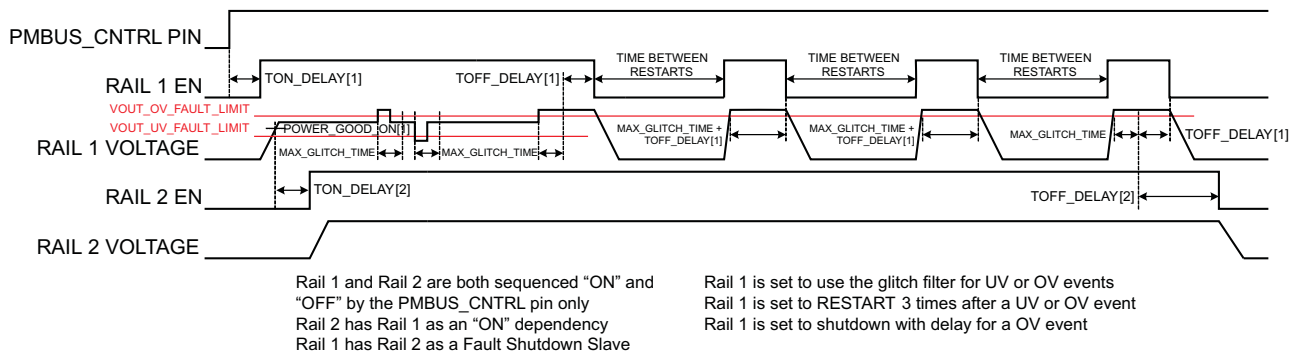 PMBUS_CNTRL PIN
RAIL 1 EN
TON_DELAY[1]
TOFF_DELAY[1]
TIME BETWEEN
RESTARTS
TIME BETWEEN
RESTARTS
TIME BETWEEN
RESTARTS
VOUT_OV_FAULT_LIMIT
VOUT_UV_FAULT_LIMIT
POWER_GOOD_ON[1]
RAIL 1 VOLTAGE
MAX_GLITCH_TIME
MAX_GLITCH_TIME
MAX_GLITCH_TIME +
TOFF_DELAY[1]
MAX_GLITCH_TIME +
TOFF_DELAY[1]
MAX_GLITCH_TIME
TOFF_DELAY[1]
RAIL 2 EN
TON_DELAY[2]
TOFF_DELAY[2]
RAIL 2 VOLTAGE
Rail 1 and Rail 2 are both sequenced “ON” and
“OFF” by the PMBUS_CNTRL pin only
Rail 2 has Rail 1 as an “ON” dependency
Rail 1 has Rail 2 as a Fault Shutdown Slave
Rail 1 is set to use the glitch filter for UV or OV events
Rail 1 is set to RESTART 3 times after a UV or OV event
Rail 1 is set to shutdown with delay for a OV event